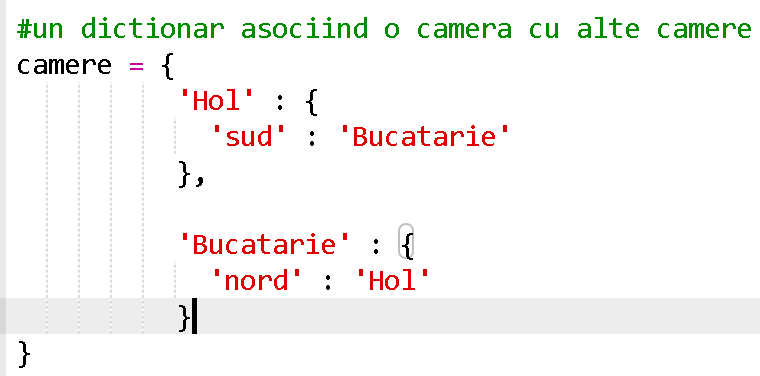 #un dictionar asociind o camera cu alte camere
camere = {
'Hol' : {
'sud' : 'Bucatarie'
},
'Bucatarie' : {
'nord' : 'Hol'
}
}